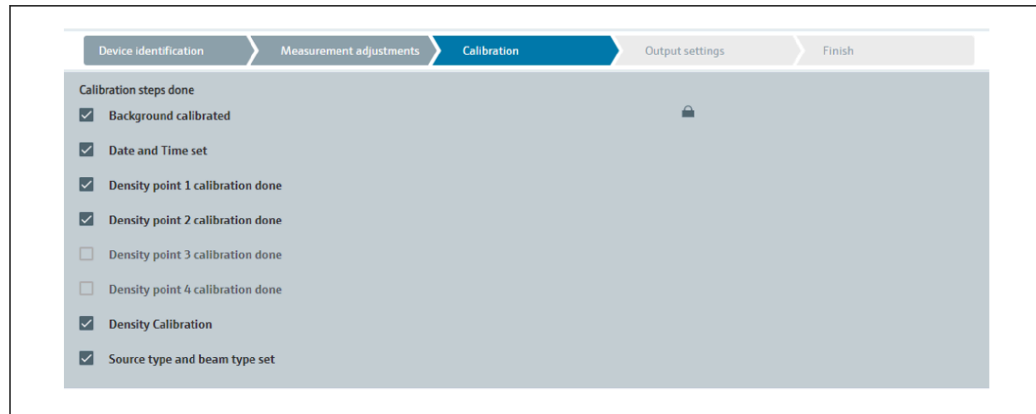 Device identification
Measurement adjustments
Calibration
Output settings
Finish
Calibration steps done
Background calibrated
Date and Time set
Density point 1 calibration done
Density point 2 calibration done
Density point 3 calibration done
Density point 4 calibration done
Density Calibration
Source type and beam type set